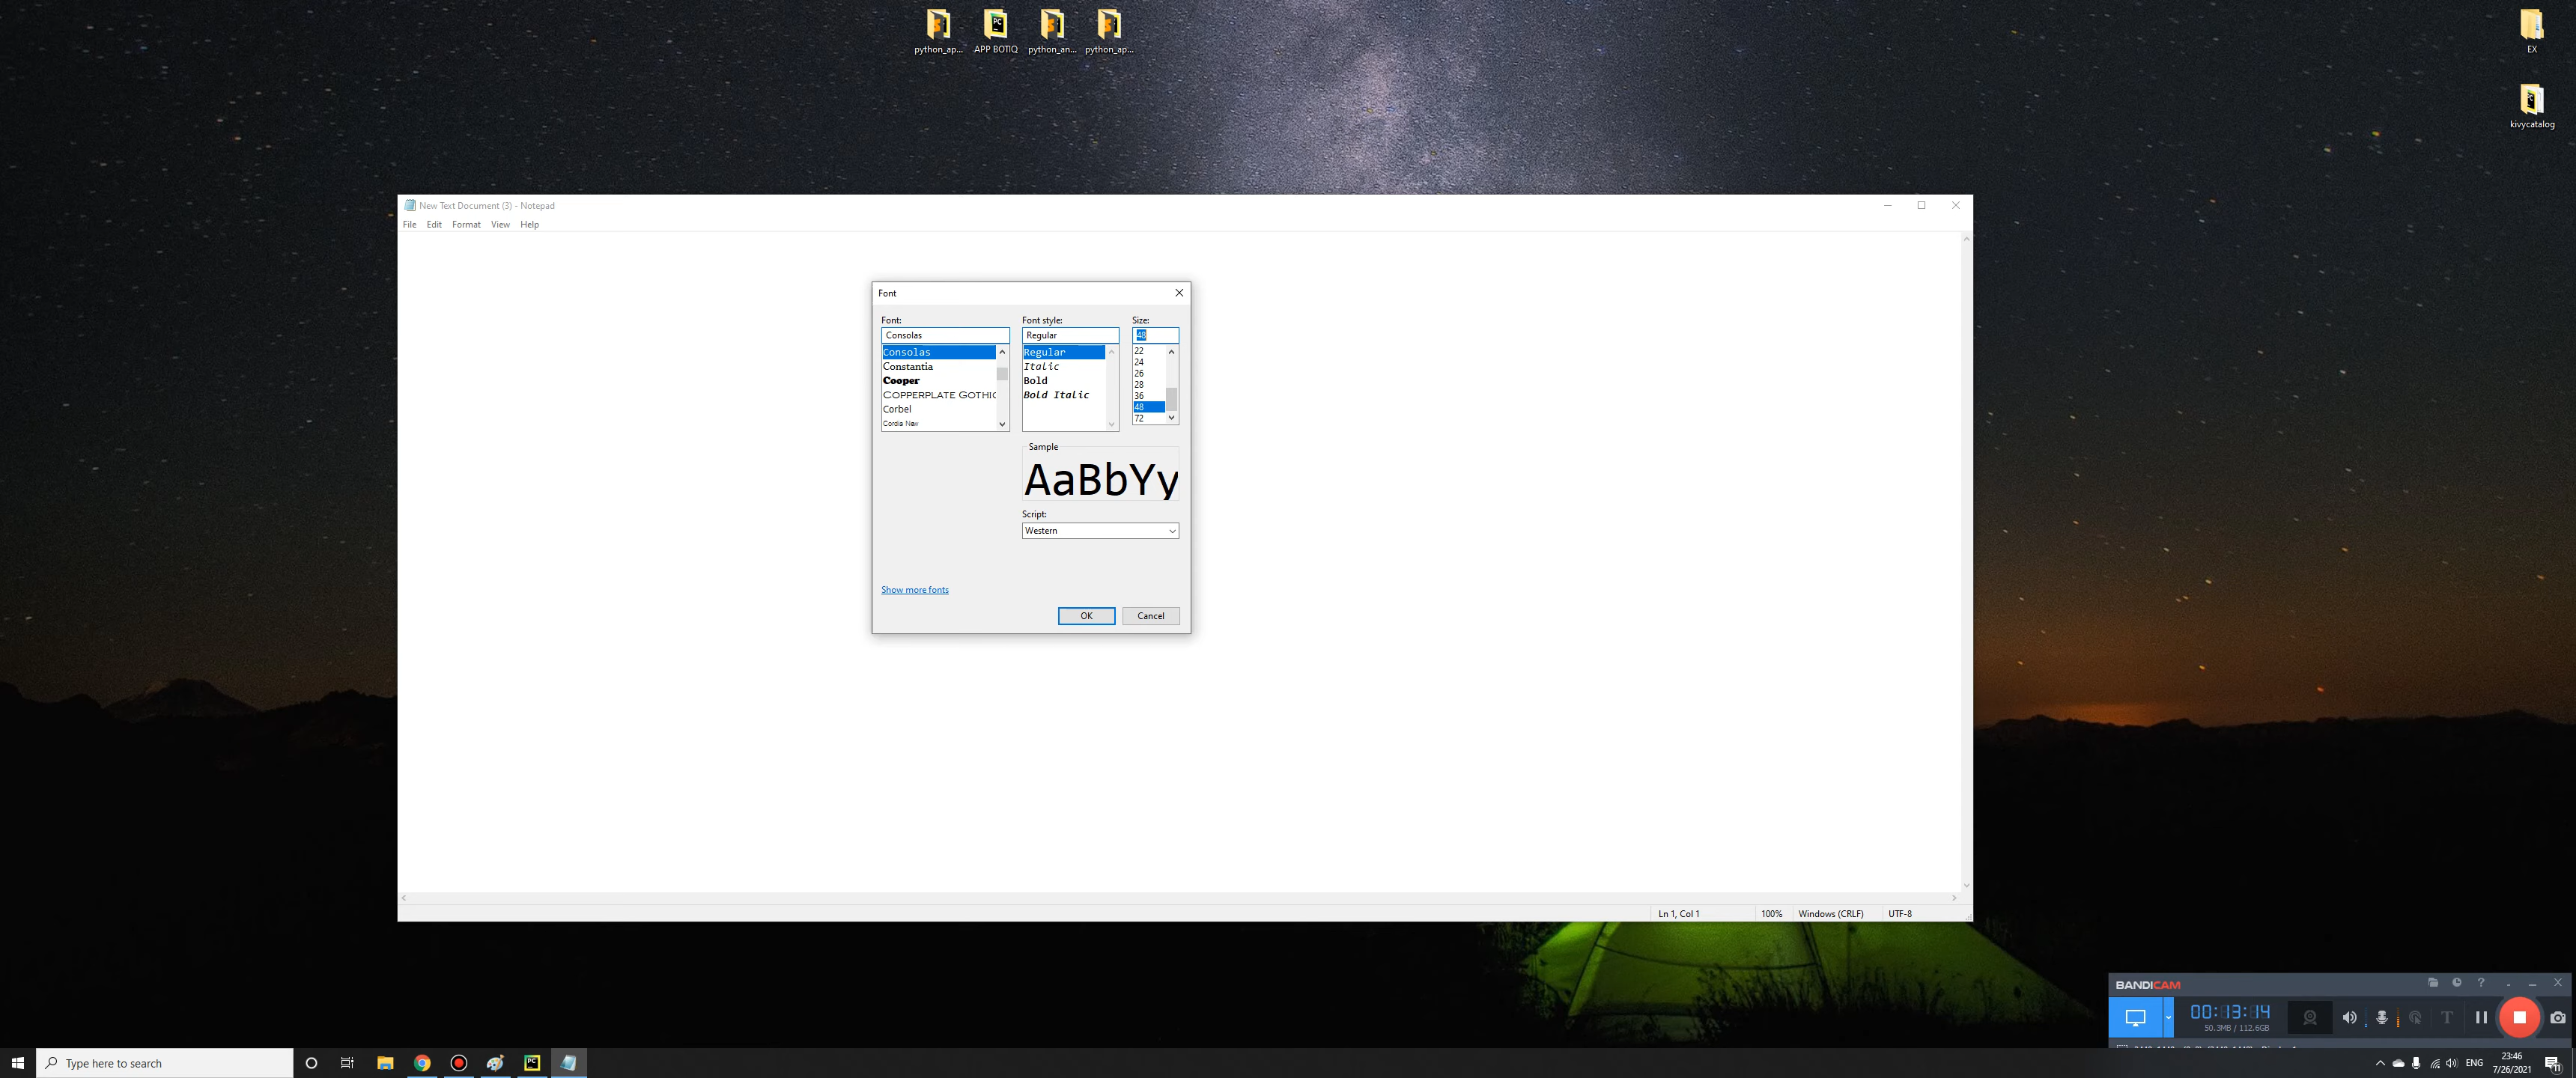 python_ap... APP BOTIQ python_an... python_ap...
EX
kivycatalog
New Text Document (3) - Notepad
File Edit Format View Help
Font
Font: Font style: Size:
Consolas Regular 48
Consolas Regular 22
Constantia Italic 24
Cooper Bold 26
COPPERPLATE GOTHIC Bold Italic 28
Corbel 36
Cordia New 48
72
Sample
AaBbYy
Script:
Western
Show more fonts
OK Cancel
Ln 1, Col 1 100% Windows (CRLF) UTF-8
BANDICAM
00:13:14
50.3MB / 112.6GB
Type here to search
ENG
23:46
7/26/2021